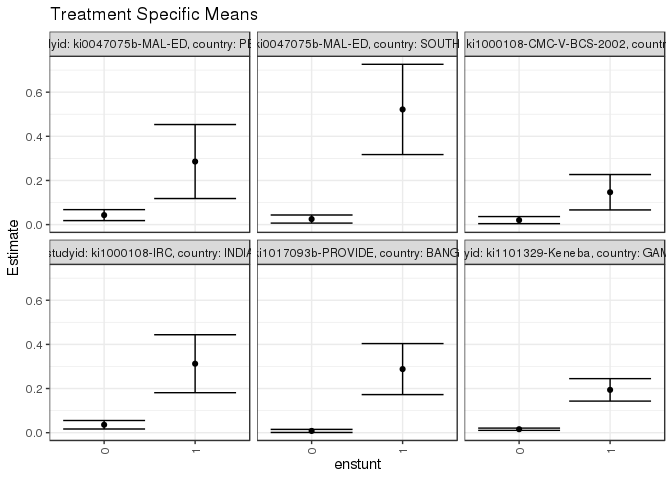 Treatment Specific Means
dyid: ki0047075b-MAL-ED, country: PE
ki0047075b-MAL-ED, country: SOUTH
ki1000108-CMC-V-BCS-2002, countr
0.6
0.4
0.2
0.0
studyid: ki1000108-IRC, country: INDIA
ki1017093b-PROVIDE, country: BANG
yid: ki1101329-Keneba, country: GAM
0.6
0.4
0.2
0.0
Estimate
0 1 0 1 0 1
enstunt